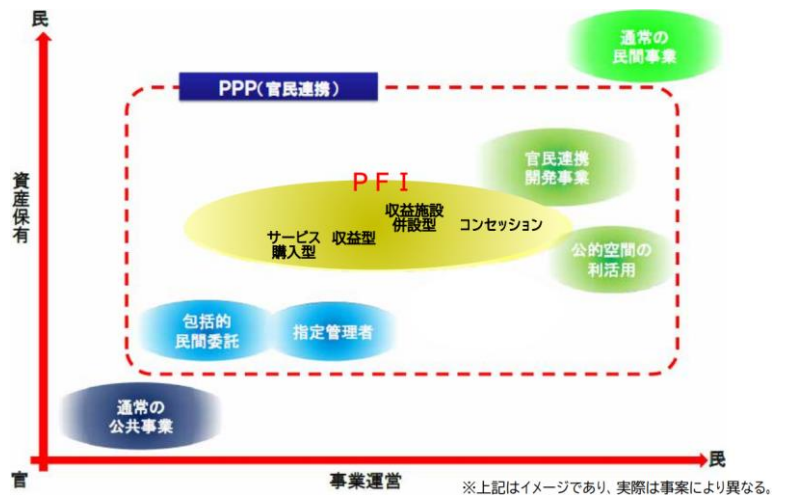 民
通常の
民間事業
PPP(官民連携)
官民連携
開発事業
資産保有
PFI
収益施設
併設型
コンセッション
サービス
購入型
収益型
公的空間の
利活用
包括的
民間委託
指定管理者
通常の
公共事業
民
官
事業運営
※上記はイメージであり、実際は事案により異なる。